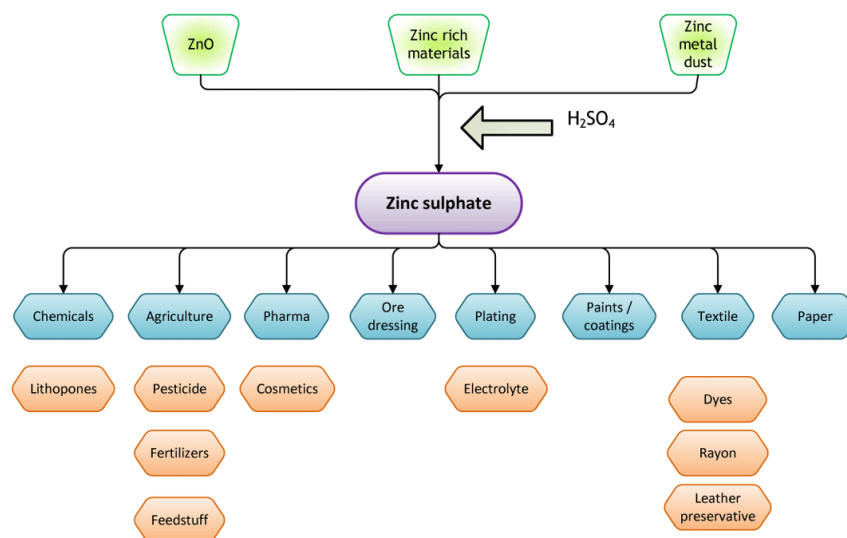 ZnO
Zinc rich
materials
Zinc
metal
dust
H₂SO₄
Zinc sulphate
Chemicals
Agriculture
Pharma
Ore
dressing
Plating
Paints /
coatings
Textile
Paper
Lithopones
Pesticide
Cosmetics
Electrolyte
Dyes
Fertilizers
Rayon
Feedstuff
Leather
preservative